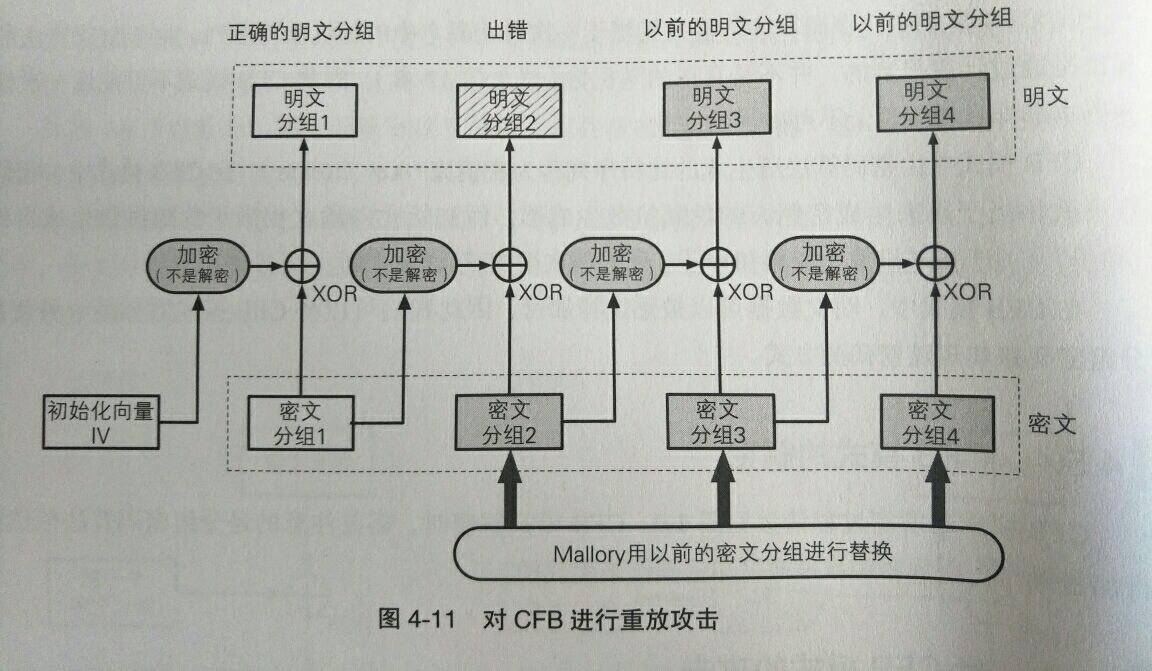 正确的明文分组
出错
以前的明文分组
以前的明文分组
明文
分组1
明文
分组2
明文
分组3
明文
分组4
明文
加密
(不是解密)
XOR
加密
(不是解密)
XOR
加密
(不是解密)
XOR
加密
(不是解密)
XOR
初始化向量
IV
密文
分组1
密文
分组2
密文
分组3
密文
分组4
密文
Mallory用以前的密文分组进行替换
图 4-11 对 CFB 进行重放攻击